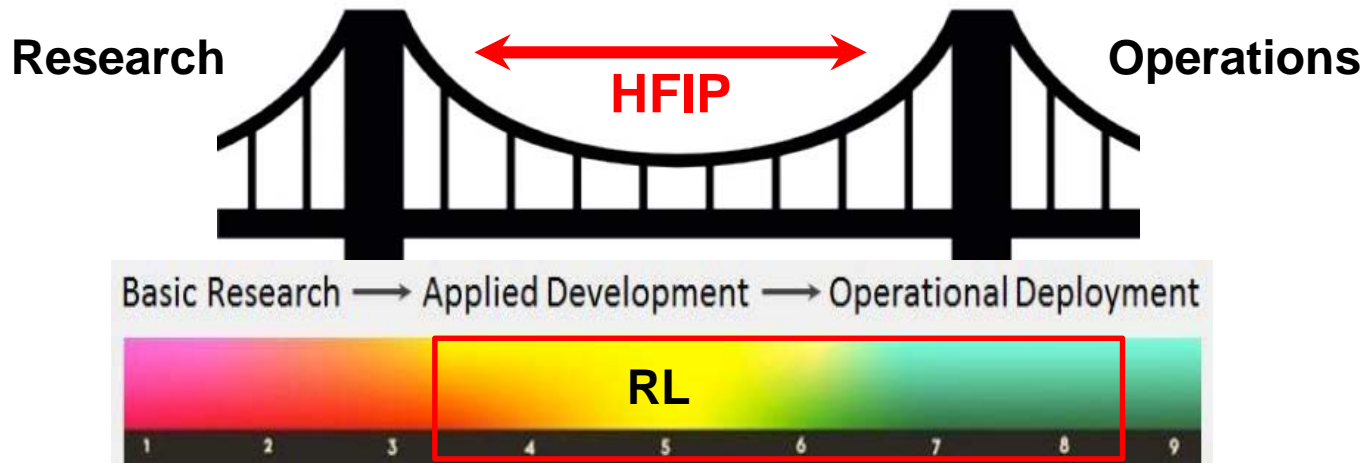 Research
Operations
HFIP
Basic Research → Applied Development → Operational Deployment
RL
1 2 3 4 5 6 7 8 9